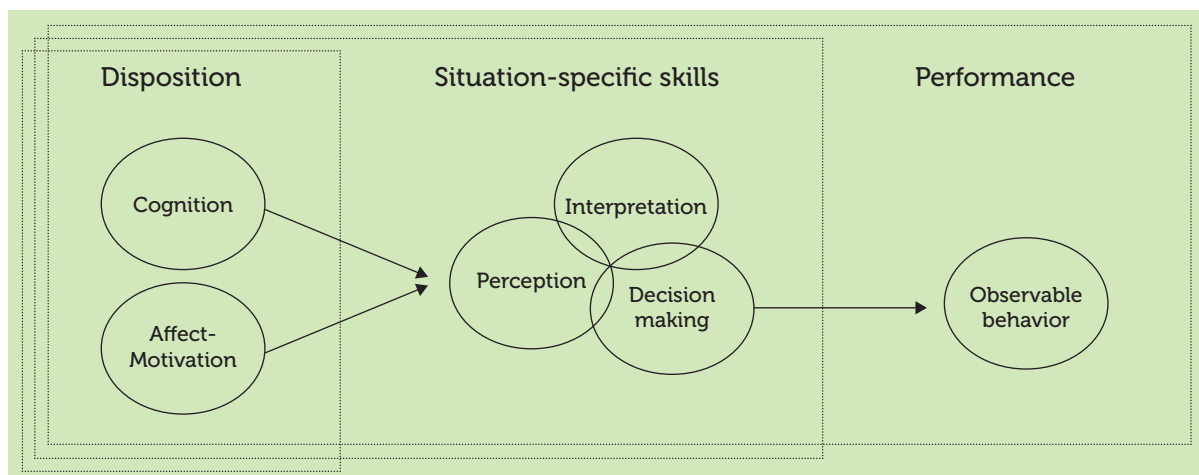 Disposition
Situation-specific skills
Performance
Cognition
Affect-
Motivation
Interpretation
Perception
Decision
making
Observable
behavior